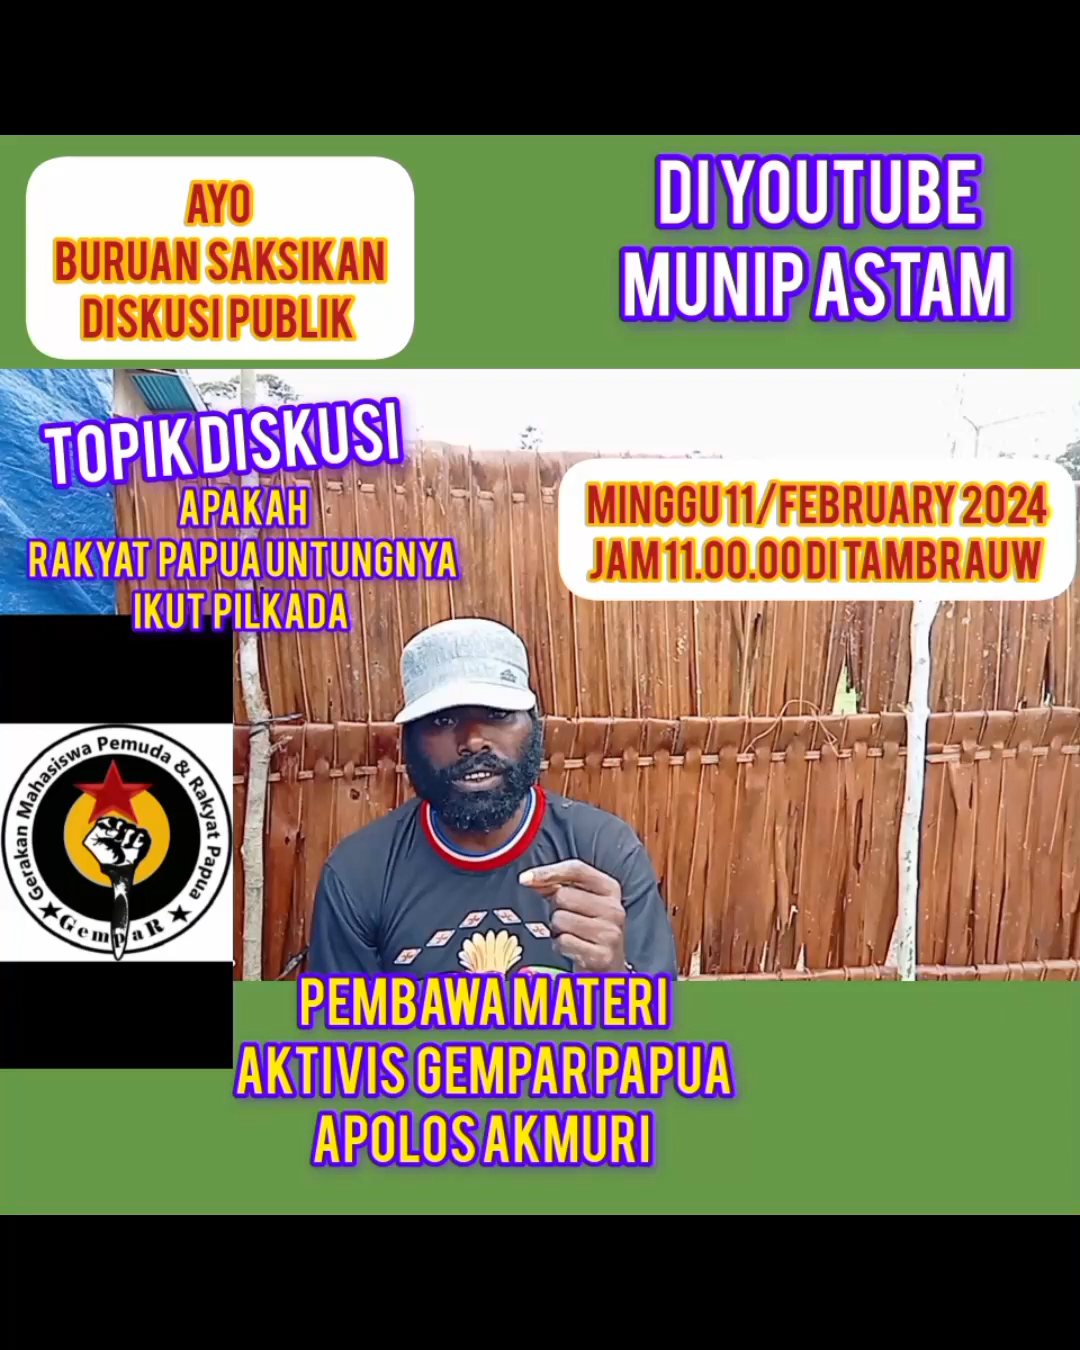 AYO
BURUAN SAKSIKAN
DISKUSI PUBLIK
DI YOUTUBE
MUNIP ASTAM
TOPIK DISKUSI
APAKAH
RAKYAT PAPUA UNTUNGNYA
IKUT PILKADA
MINGGU 11/FEBRUARY 2024
JAM 11.00.00 DI TAMBRAUW
Gerakan Mahasiswa Pemuda & Rakyat Papua
GempaR
PEMBAWA MATERI
AKTIVIS GEMPAR PAPUA
APOLOS AKMURI